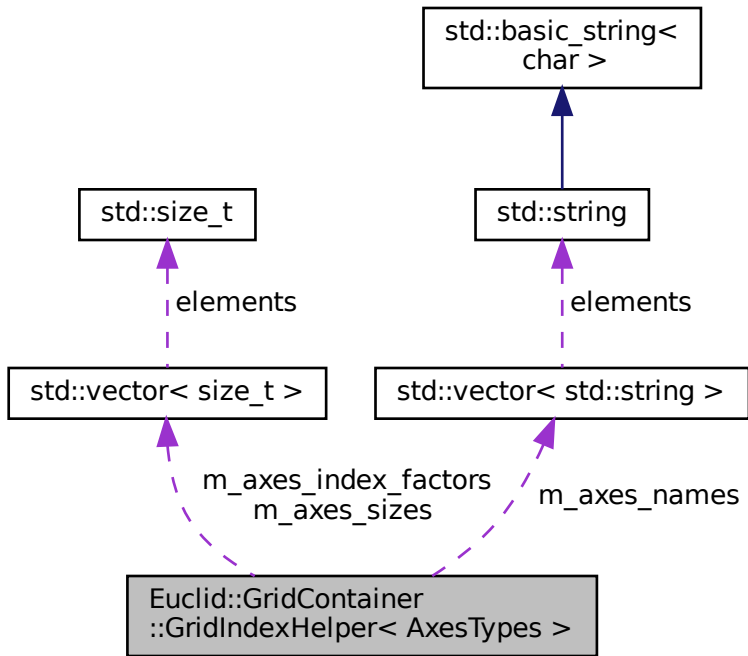 std::basic_string<
char >
std::size_t
std::string
elements
elements
std::vector< size_t >
std::vector< std::string >
m_axes_index_factors
m_axes_sizes
m_axes_names
Euclid::GridContainer
::GridIndexHelper< AxesTypes >